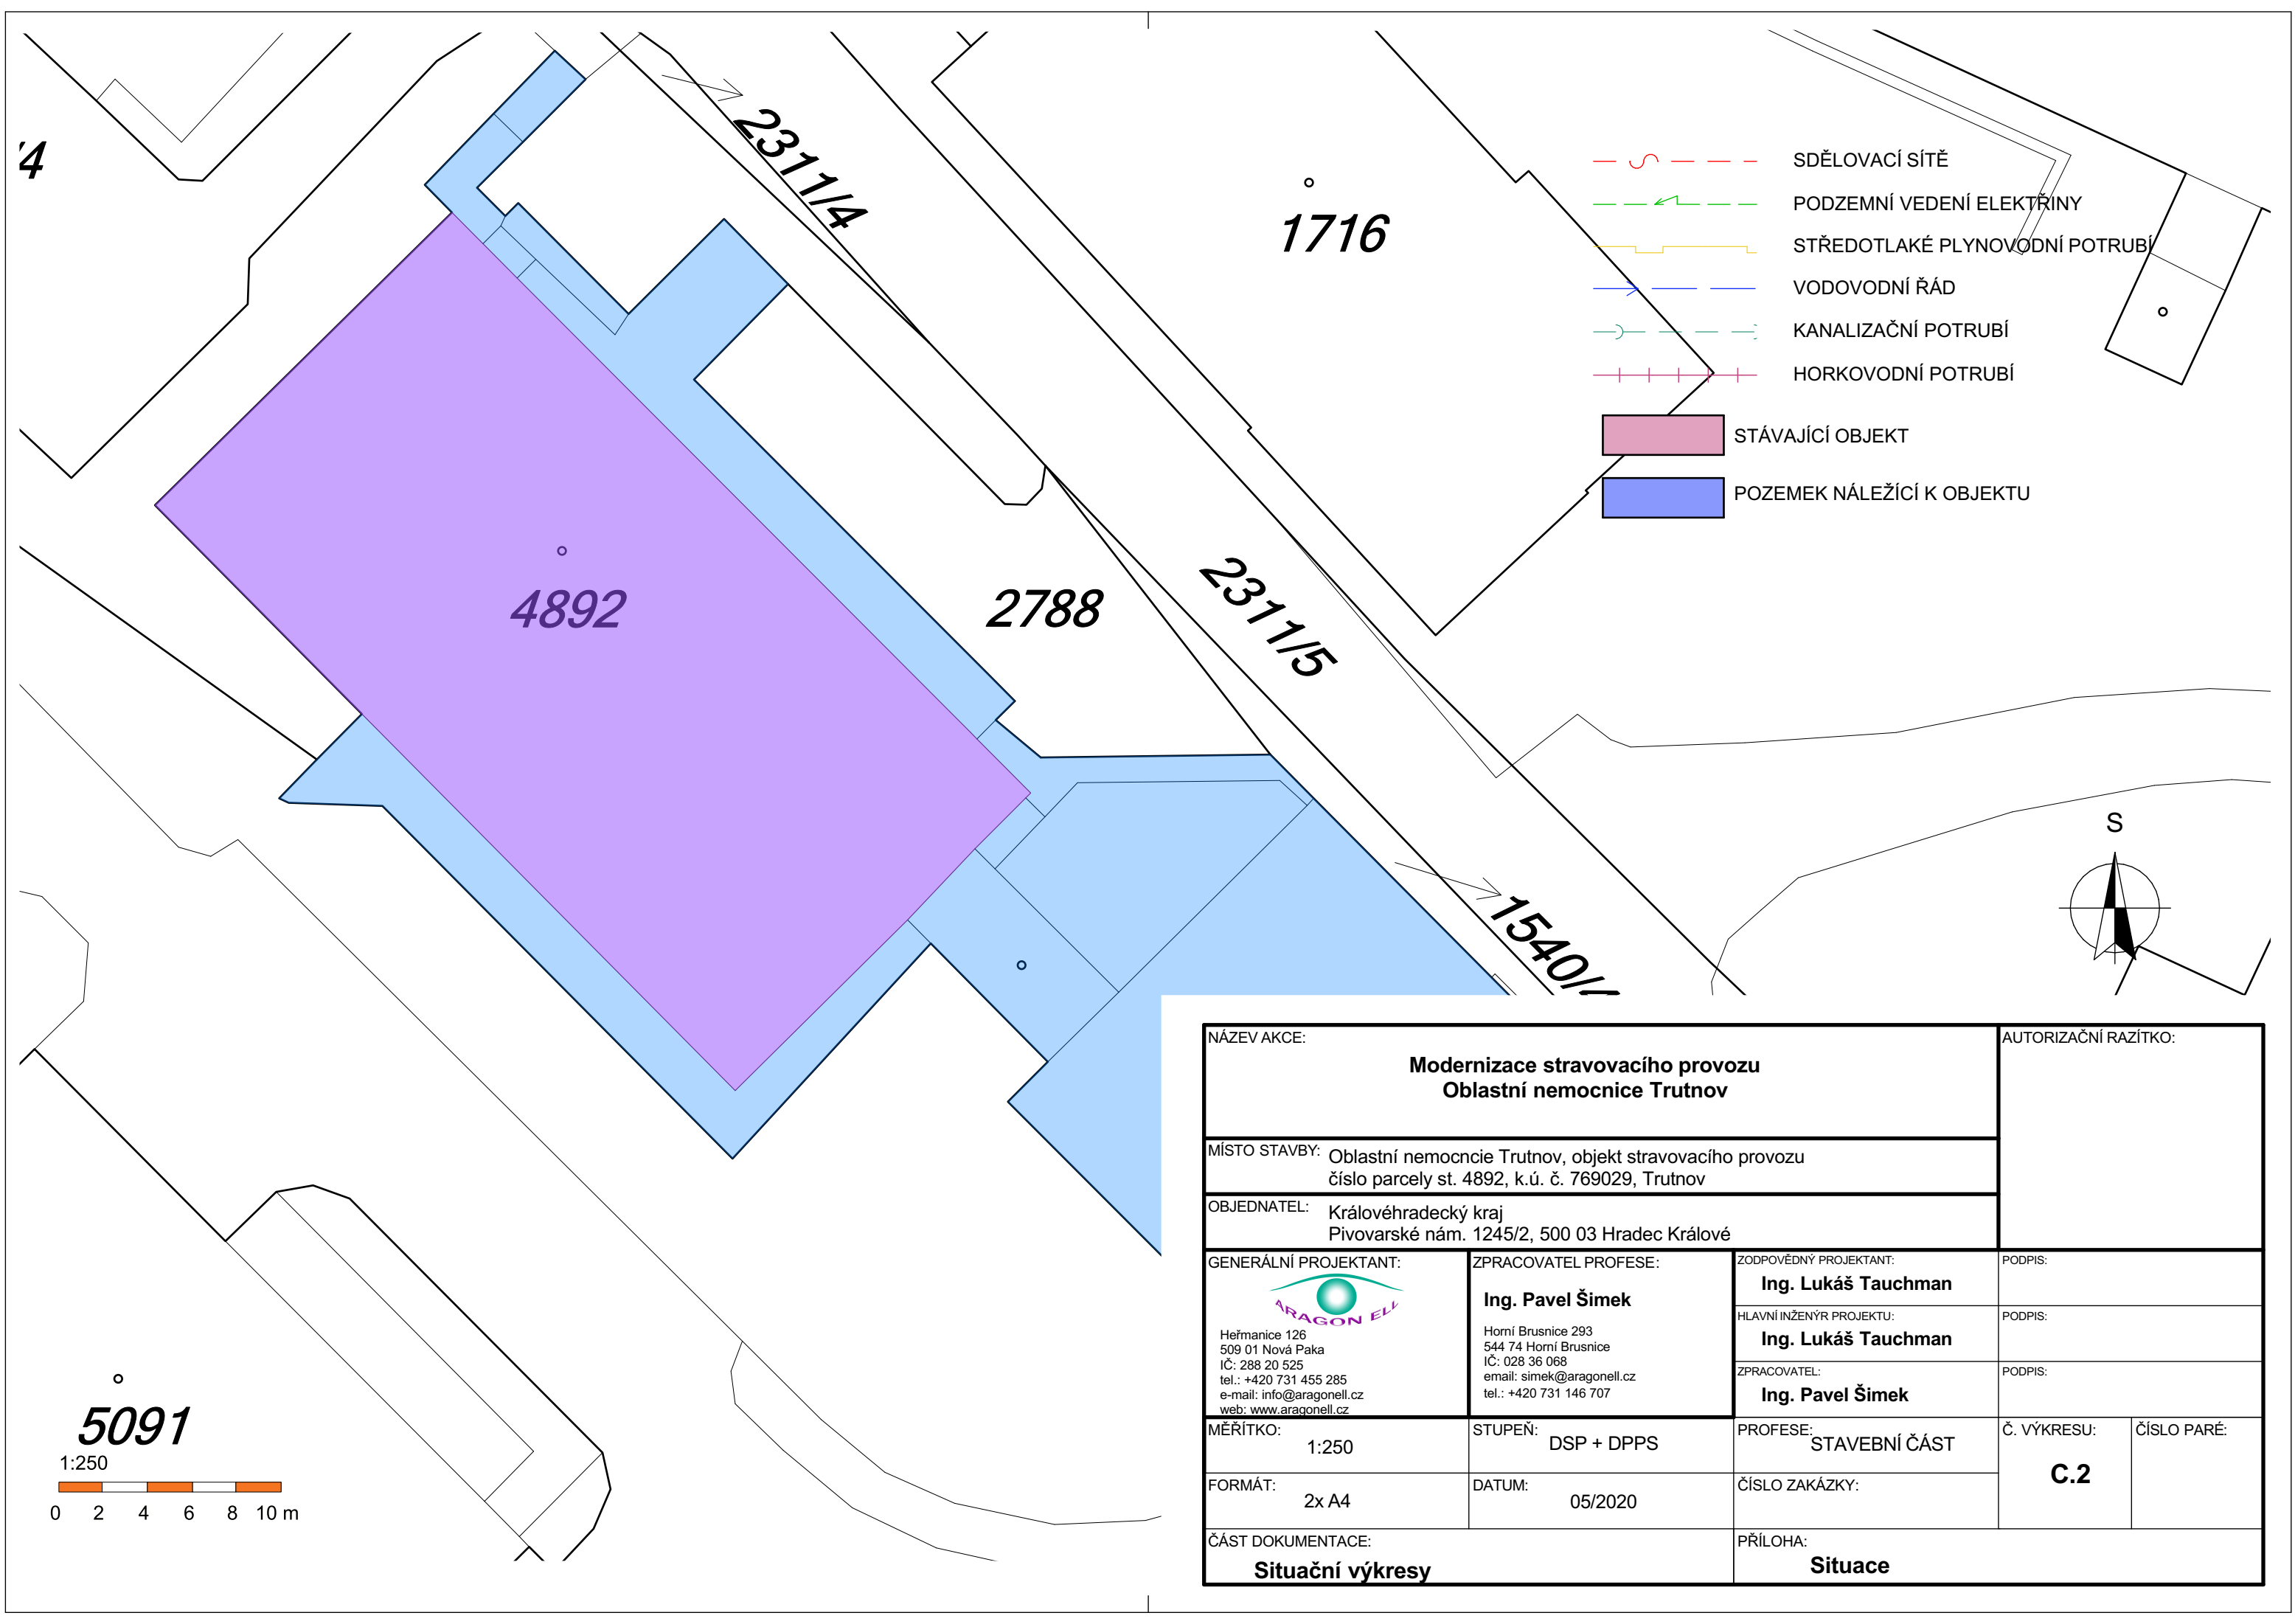 4
2311/4
1716
4892
2788
2311/5
1540/
5091
SDĚLOVACÍ SÍTĚ
PODZEMNÍ VEDENÍ ELEKTŘINY
STŘEDOTLAKÉ PLYNOVODNÍ POTRUBÍ
VODOVODNÍ ŘÁD
KANALIZAČNÍ POTRUBÍ
HORKOVODNÍ POTRUBÍ
STÁVAJÍCÍ OBJEKT
POZEMEK NÁLEŽÍCÍ K OBJEKTU
S
1:250
0 2 4 6 8 10 m
NÁZEV AKCE:
Modernizace stravovacího provozu
Oblastní nemocnice Trutnov
AUTORIZAČNÍ RAZÍTKO:
MÍSTO STAVBY: Oblastní nemocncie Trutnov, objekt stravovacího provozu
číslo parcely st. 4892, k.ú. č. 769029, Trutnov
OBJEDNATEL: Královéhradecký kraj
Pivovarské nám. 1245/2, 500 03 Hradec Králové
GENERÁLNÍ PROJEKTANT:
ARAGON ELL
Heřmanice 126
509 01 Nová Paka
IČ: 288 20 525
tel.: +420 731 455 285
e-mail: info@aragonell.cz
web: www.aragonell.cz
ZPRACOVATEL PROFESE:
Ing. Pavel Šimek
Horní Brusnice 293
544 74 Horní Brusnice
IČ: 028 36 068
email: simek@aragonell.cz
tel.: +420 731 146 707
ZODPOVĚDNÝ PROJEKTANT:
Ing. Lukáš Tauchman
PODPIS:
HLAVNÍ INŽENÝR PROJEKTU:
Ing. Lukáš Tauchman
PODPIS:
ZPRACOVATEL:
Ing. Pavel Šimek
PODPIS:
MĚŘÍTKO:
1:250
STUPEŇ:
DSP + DPPS
PROFESE:
STAVEBNÍ ČÁST
Č. VÝKRESU:
C.2
ČÍSLO PARÉ:
FORMÁT:
2x A4
DATUM:
05/2020
ČÍSLO ZAKÁZKY:
ČÁST DOKUMENTACE:
Situační výkresy
PŘÍLOHA:
Situace